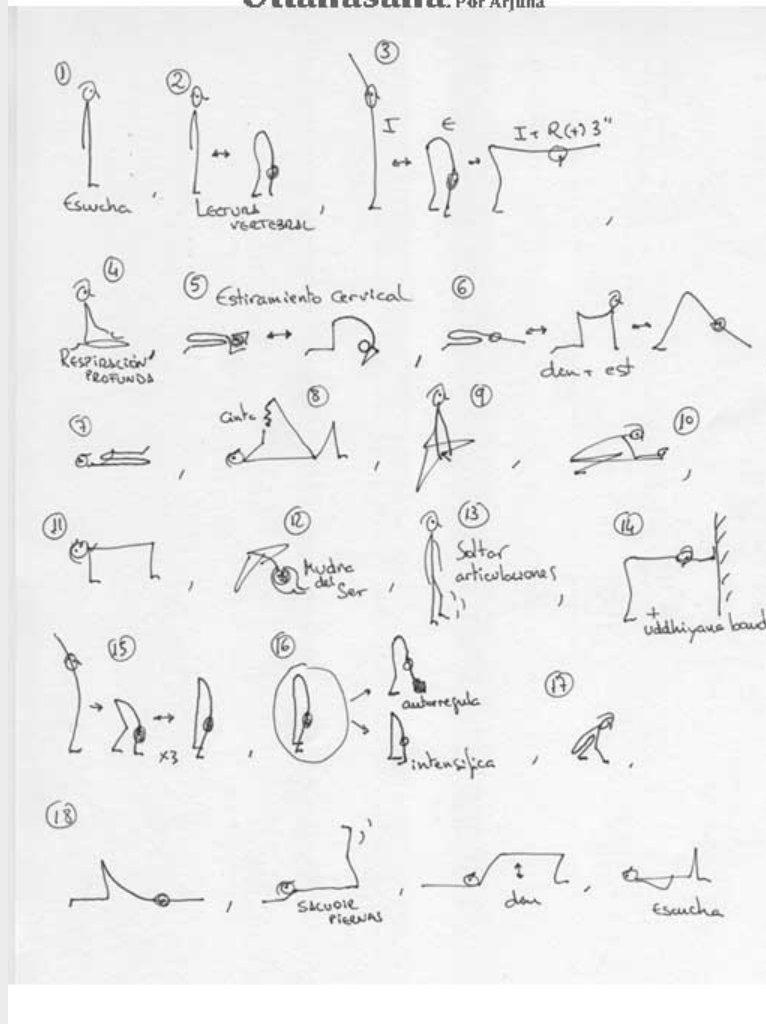 Uttanasana. Por Arjuna
① ② ③
I E I + R(+) 3"
Escucha
LECTURA
VERTEBRAL
④ ⑤ Estiramiento Cervical ⑥
RESPIRACIÓN
PROFUNDA
din + est
⑦ cinta ⑧ ⑨ ⑩
⑪ ⑫ ⑬ ⑭
Mudra
del
Ser
Soltar
articulaciones
+
uddhiyana band
⑮ ⑯ ⑰
x3
autorregula
intensifica
⑱
SACUDIR
PIERNAS
din
Escucha